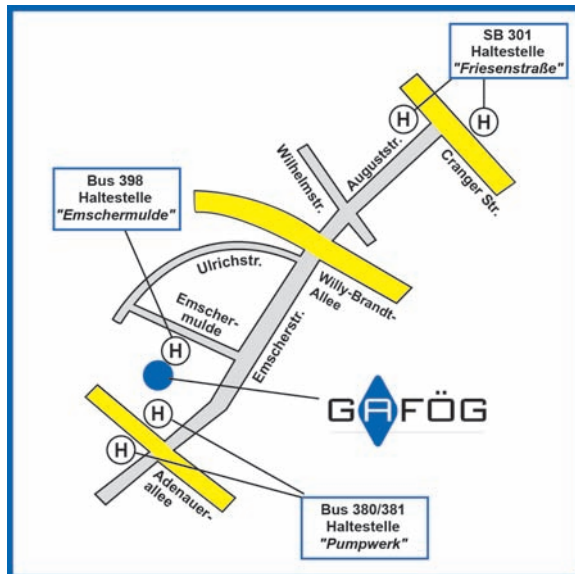 SB 301
Haltestelle
"Friesenstraße"
H
H
Wilhelmstr.
Auguststr.
Cranger Str.
Bus 398
Haltestelle
"Emschermulde"
Ulrichstr.
Willy-Brandt-
Allee
Emscher-
mulde
Emscherstr.
H
GAFÖG
H
H
Adenauer-
allee
Bus 380/381
Haltestelle
"Pumpwerk"